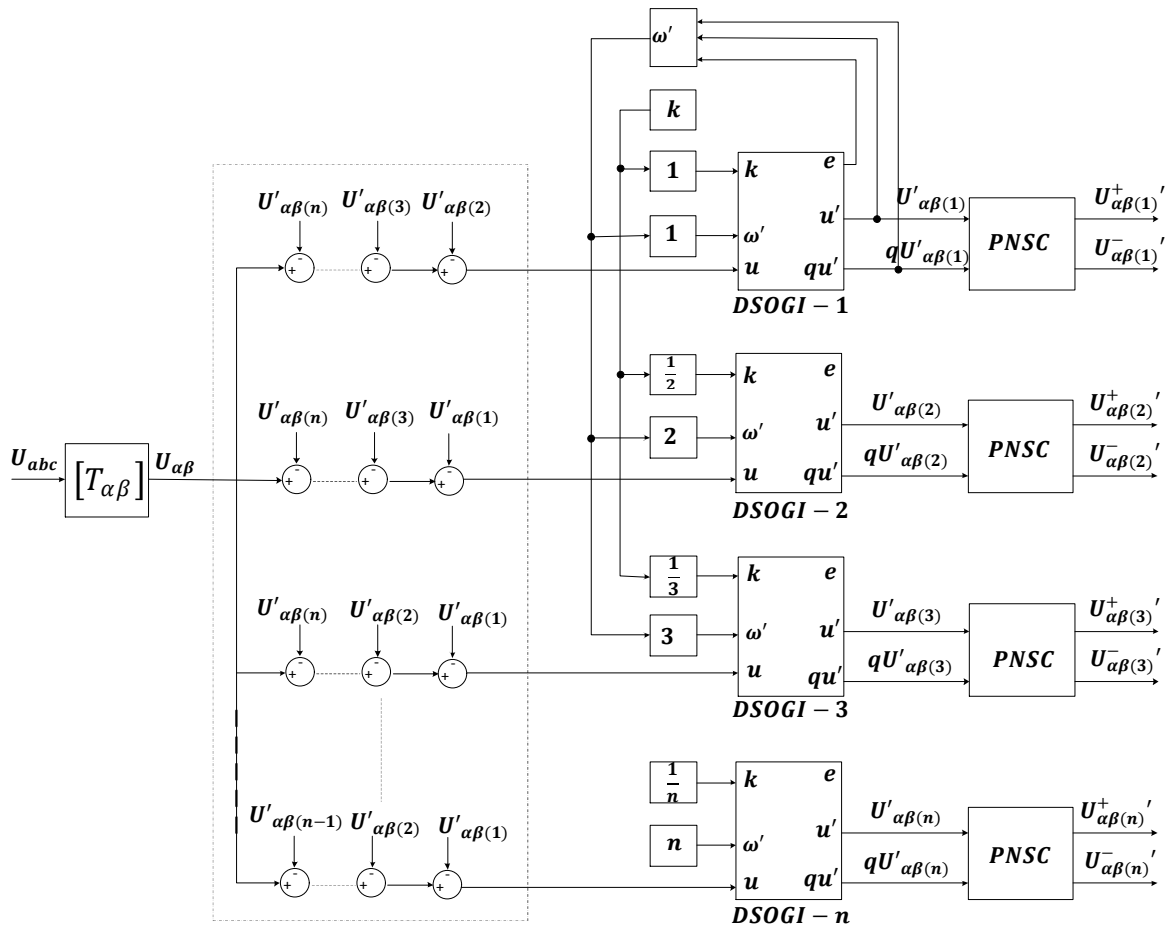 ω'
k
U'αβ(n) U'αβ(3) U'αβ(2)
- - -
+ + +
1 k e
1 ω' u' U'αβ(1) PNSC U⁺αβ(1)'
u qu' qU'αβ(1) U⁻αβ(1)'
DSOGI − 1
U'αβ(n) U'αβ(3) U'αβ(1)
- - -
+ + +
1/2 k e
2 ω' u' U'αβ(2) PNSC U⁺αβ(2)'
u qu' qU'αβ(2) U⁻αβ(2)'
DSOGI − 2
Uabc [Tαβ] Uαβ
U'αβ(n) U'αβ(2) U'αβ(1)
- - -
+ + +
1/3 k e
3 ω' u' U'αβ(3) PNSC U⁺αβ(3)'
u qu' qU'αβ(3) U⁻αβ(3)'
DSOGI − 3
U'αβ(n−1) U'αβ(2) U'αβ(1)
- - -
+ + +
1/n k e
n ω' u' U'αβ(n) PNSC U⁺αβ(n)'
u qu' qU'αβ(n) U⁻αβ(n)'
DSOGI − n